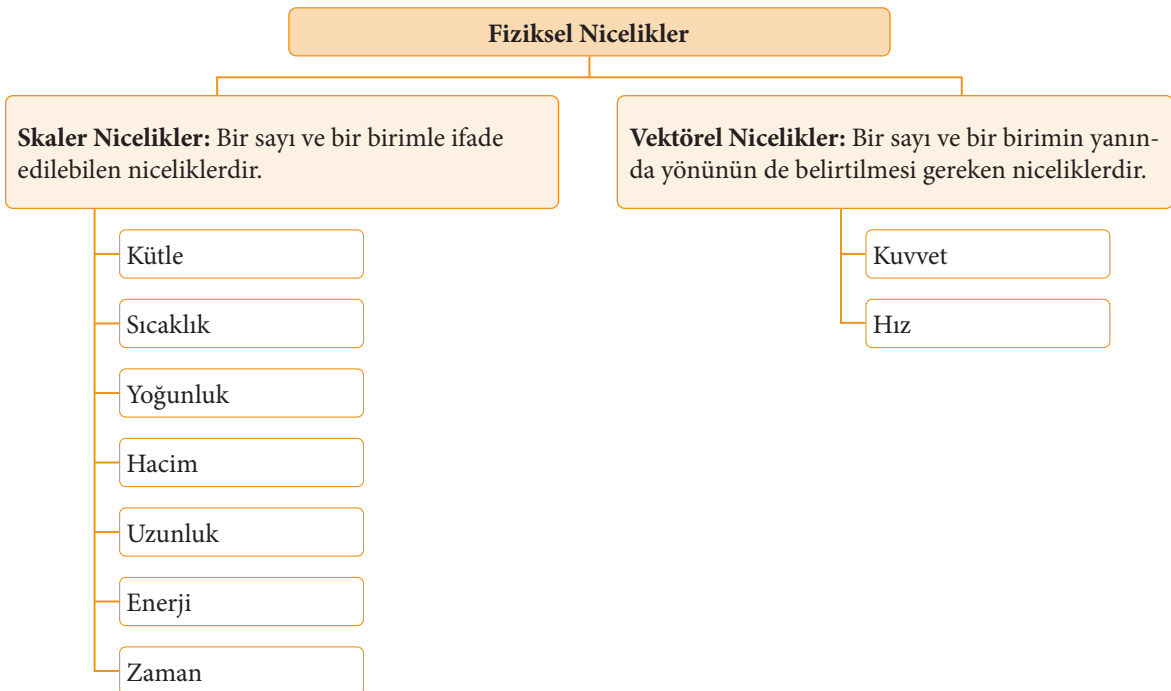 Fiziksel Nicelikler
Skaler Nicelikler: Bir sayı ve bir birimle ifade
edilebilen niceliklerdir.
Vektörel Nicelikler: Bir sayı ve bir birimin yanın-
da yönünün de belirtilmesi gereken niceliklerdir.
Kütle
Sıcaklık
Yoğunluk
Hacim
Uzunluk
Enerji
Zaman
Kuvvet
Hız